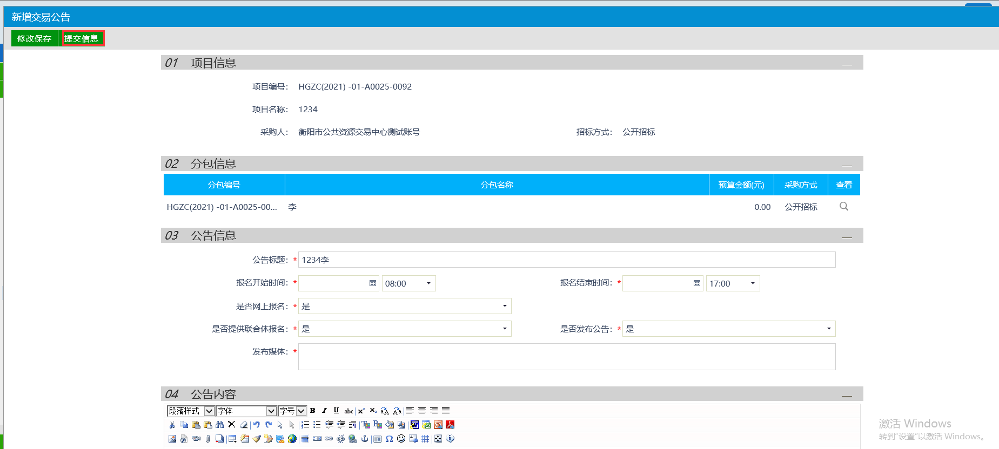 新增交易公告
修改保存 提交信息
01 项目信息
项目编号： HGZC(2021) -01-A0025-0092
项目名称： 1234
采购人： 衡阳市公共资源交易中心测试账号 招标方式： 公开招标
02 分包信息
分包编号 分包名称 预算金额(元) 采购方式 查看
HGZC(2021) -01-A0025-00... 李 0.00 公开招标
03 公告信息
公告标题： * 1234李
报名开始时间： * 08:00 报名结束时间： * 17:00
是否网上报名： * 是
是否提供联合体报名： * 是 是否发布公告： * 是
发布媒体： *
04 公告内容
段落样式 字体 字号 B I U abc
激活 Windows
转到"设置"以激活 Windows。